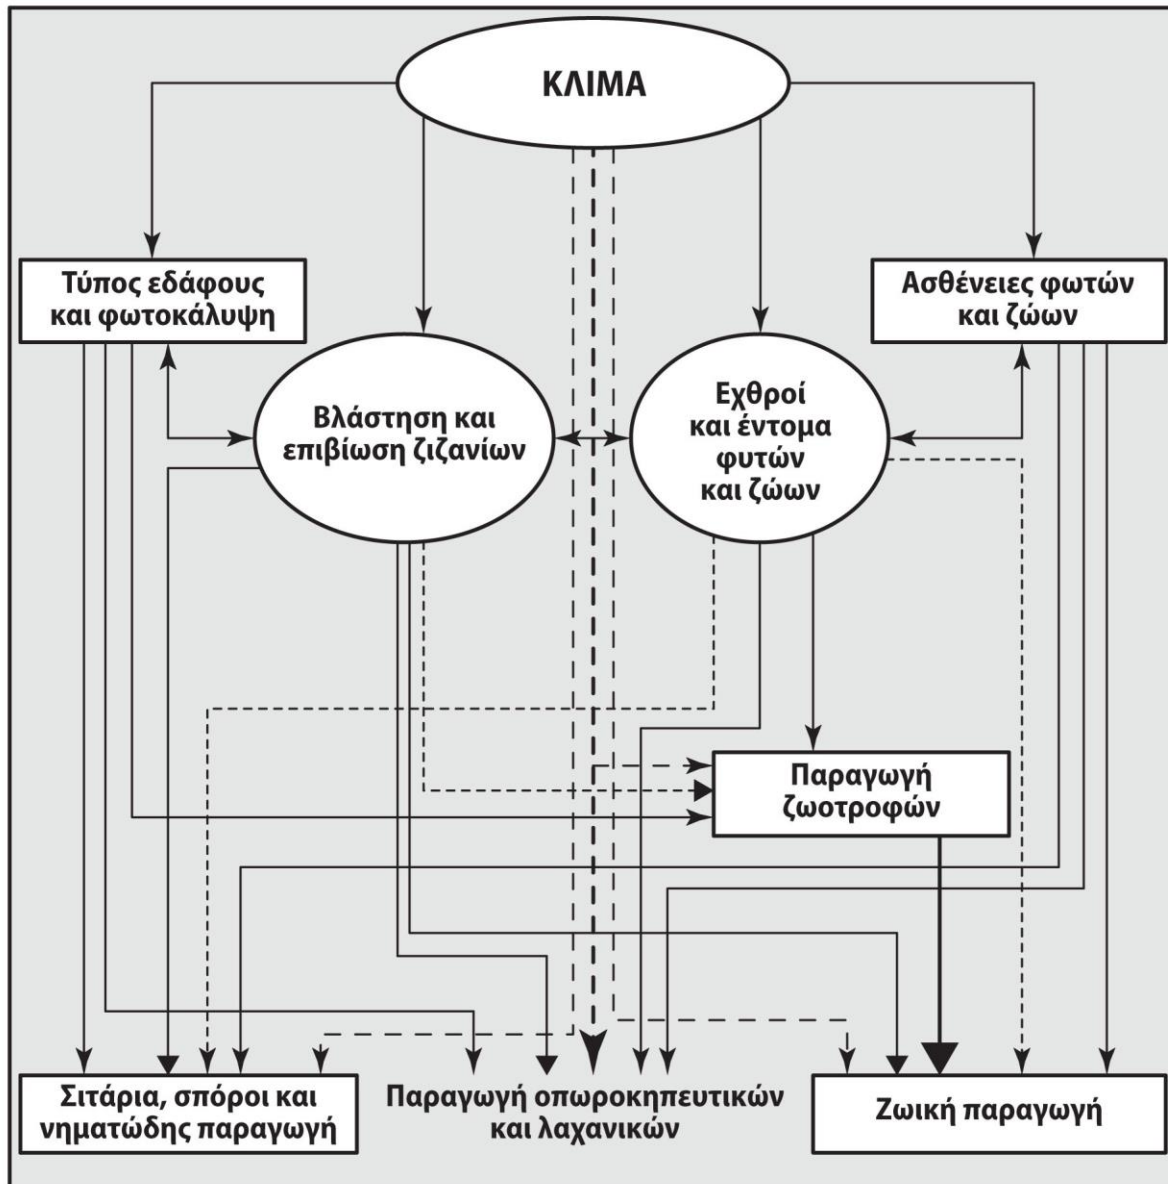 ΚΛΙΜΑ
Τύπος εδάφους
και φωτοκάλυψη
Ασθένειες φωτών
και ζώων
Βλάστηση και
επιβίωση ζιζανίων
Εχθροί
και έντομα
φυτών
και ζώων
Παραγωγή
ζωοτροφών
Σιτάρια, σπόροι και
νηματώδης παραγωγή
Παραγωγή οπωροκηπευτικών
και λαχανικών
Ζωική παραγωγή